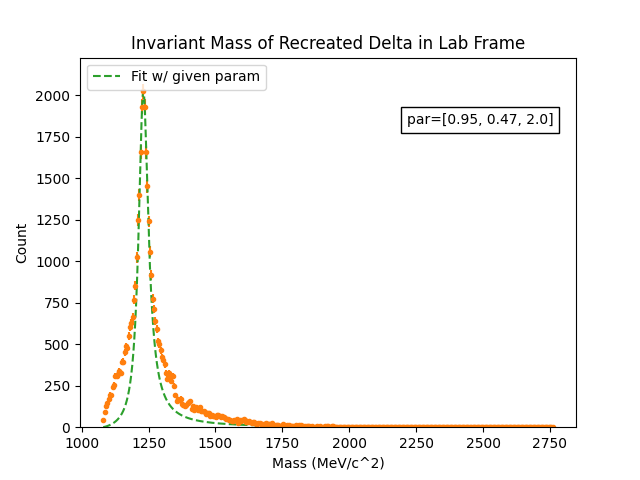 Invariant Mass of Recreated Delta in Lab Frame
Fit w/ given param
par=[0.95, 0.47, 2.0]
Count
2000
1750
1500
1250
1000
750
500
250
0
1000 1250 1500 1750 2000 2250 2500 2750
Mass (MeV/c^2)